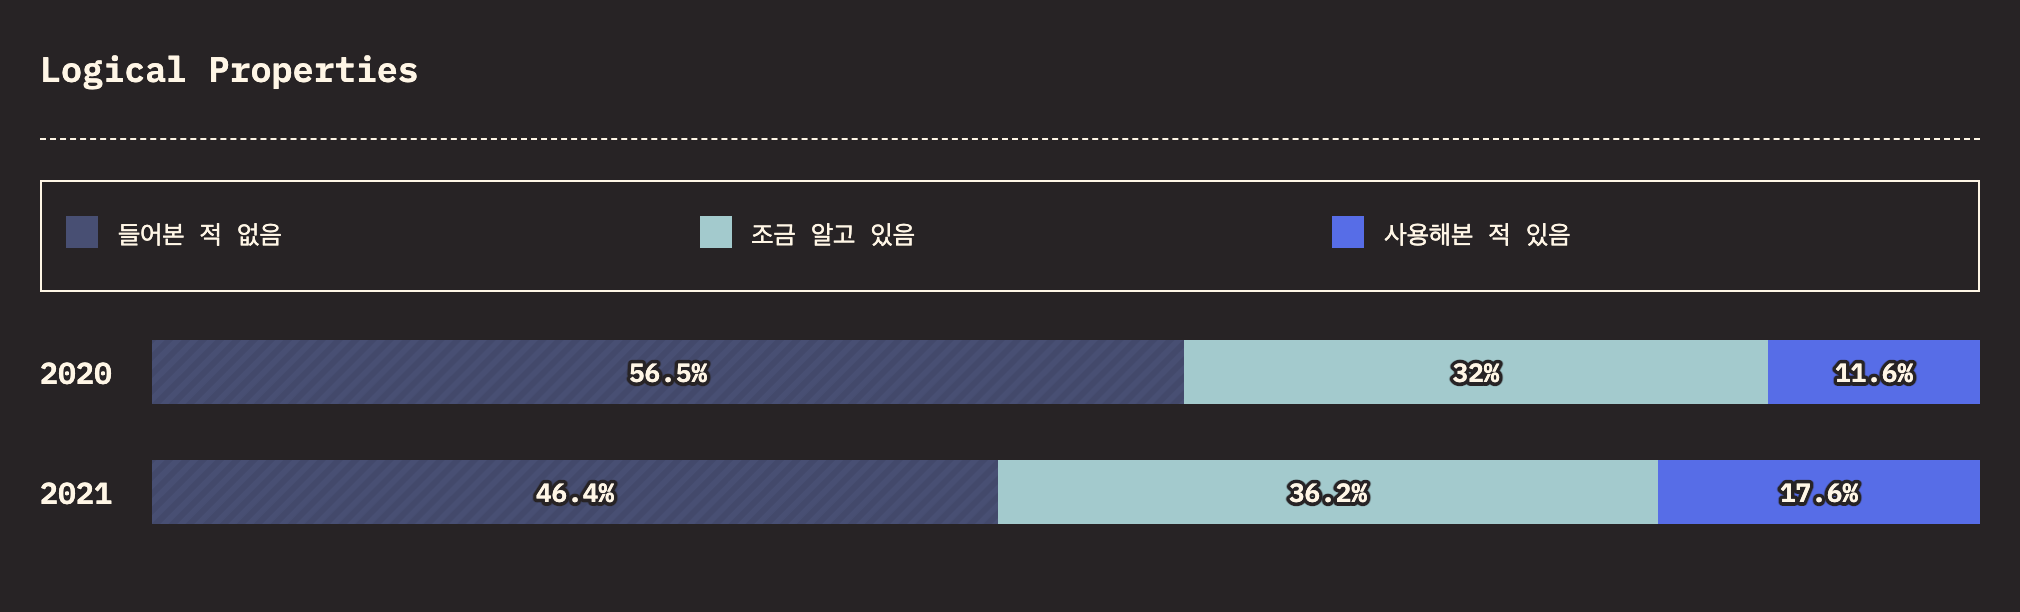 Logical Properties
들어본 적 없음 조금 알고 있음 사용해본 적 있음
2020 56.5% 32% 11.6%
2021 46.4% 36.2% 17.6%